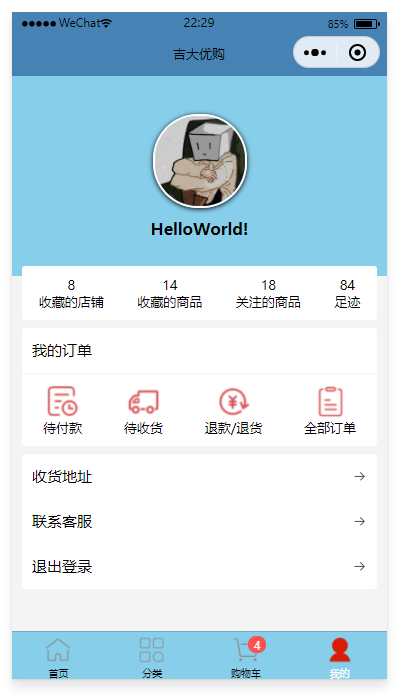 WeChat 22:29 85%
吉大优购
HelloWorld!
8 14 18 84
收藏的店铺 收藏的商品 关注的商品 足迹
我的订单
待付款 待收货 退款/退货 全部订单
收货地址
联系客服
退出登录
4
首页 分类 购物车 我的